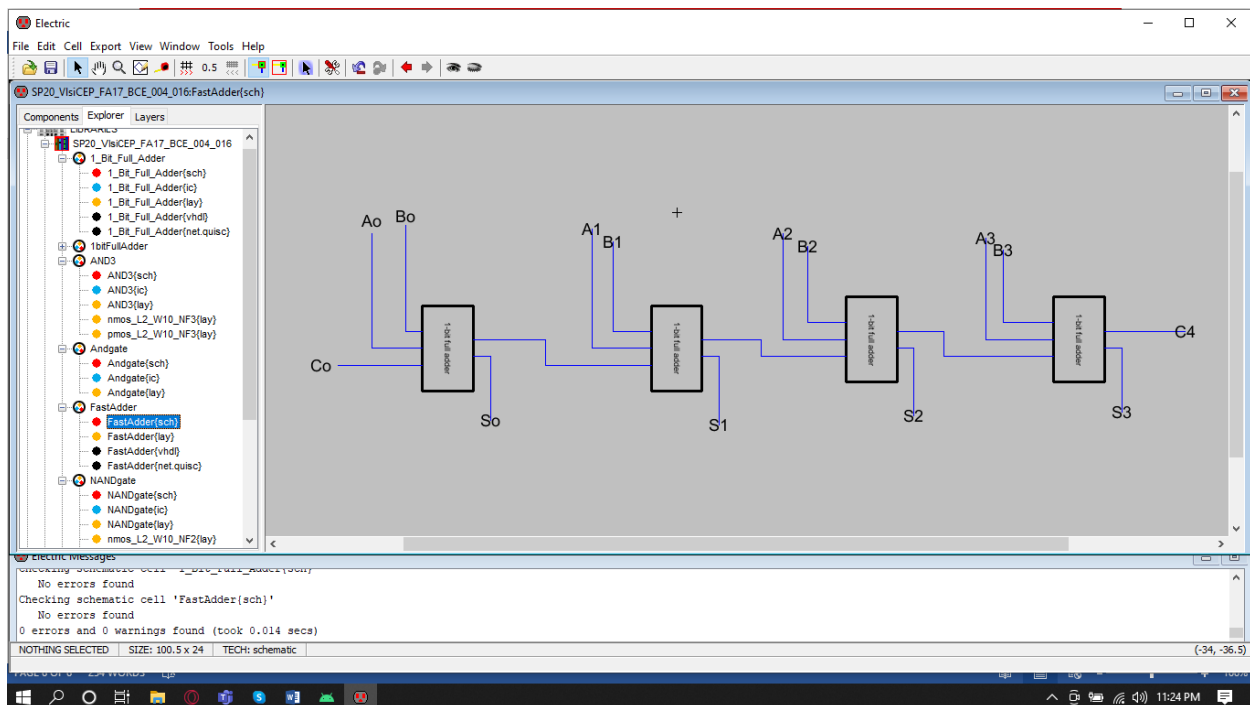 Electric
File Edit Cell Export View Window Tools Help
0.5
SP20_VlsiCEP_FA17_BCE_004_016:FastAdder{sch}
Components Explorer Layers
LIBRARIES
SP20_VlsiCEP_FA17_BCE_004_016
1_Bit_Full_Adder
1_Bit_Full_Adder{sch}
1_Bit_Full_Adder{ic}
1_Bit_Full_Adder{lay}
1_Bit_Full_Adder{vhdl}
1_Bit_Full_Adder{net.quisc}
1bitFullAdder
AND3
AND3{sch}
AND3{ic}
AND3{lay}
nmos_L2_W10_NF3{lay}
pmos_L2_W10_NF3{lay}
Andgate
Andgate{sch}
Andgate{ic}
Andgate{lay}
FastAdder
FastAdder{sch}
FastAdder{lay}
FastAdder{vhdl}
FastAdder{net.quisc}
NANDgate
NANDgate{sch}
NANDgate{ic}
NANDgate{lay}
nmos_L2_W10_NF2{lay}
Ao Bo A1 B1 A2 B2 A3 B3
1-bit full adder 1-bit full adder 1-bit full adder 1-bit full adder
Co C4
So S1 S2 S3
Electric Messages
Checking schematic cell '1_Bit_Full_Adder{sch}'
No errors found
Checking schematic cell 'FastAdder{sch}'
No errors found
0 errors and 0 warnings found (took 0.014 secs)
NOTHING SELECTED SIZE: 100.5 x 24 TECH: schematic (-34, -36.5)
WORDS
11:24 PM